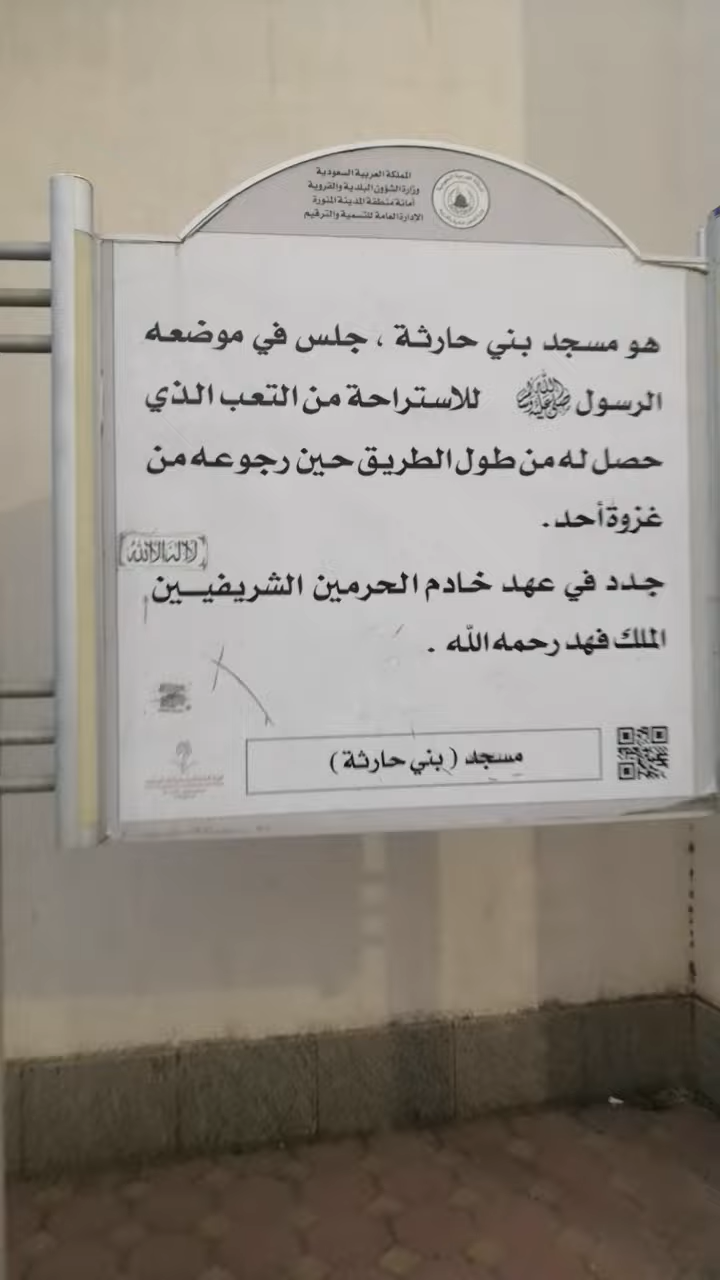 المملكة العربية السعودية
وزارة الشؤون البلدية والقروية
أمانة منطقة المدينة المنورة
الإدارة العامة للتسمية والترقيم
هو مسجد بني حارثة ، جلس في موضعه
الرسول ﷺ للاستراحة من التعب الذي
حصل له من طول الطريق حين رجوعه من
غزوة أحد .
لا إله إلا الله
جدد في عهد خادم الحرمين الشريفيـــن
الملك فهد رحمه الله .
مسجد ( بني حارثة )